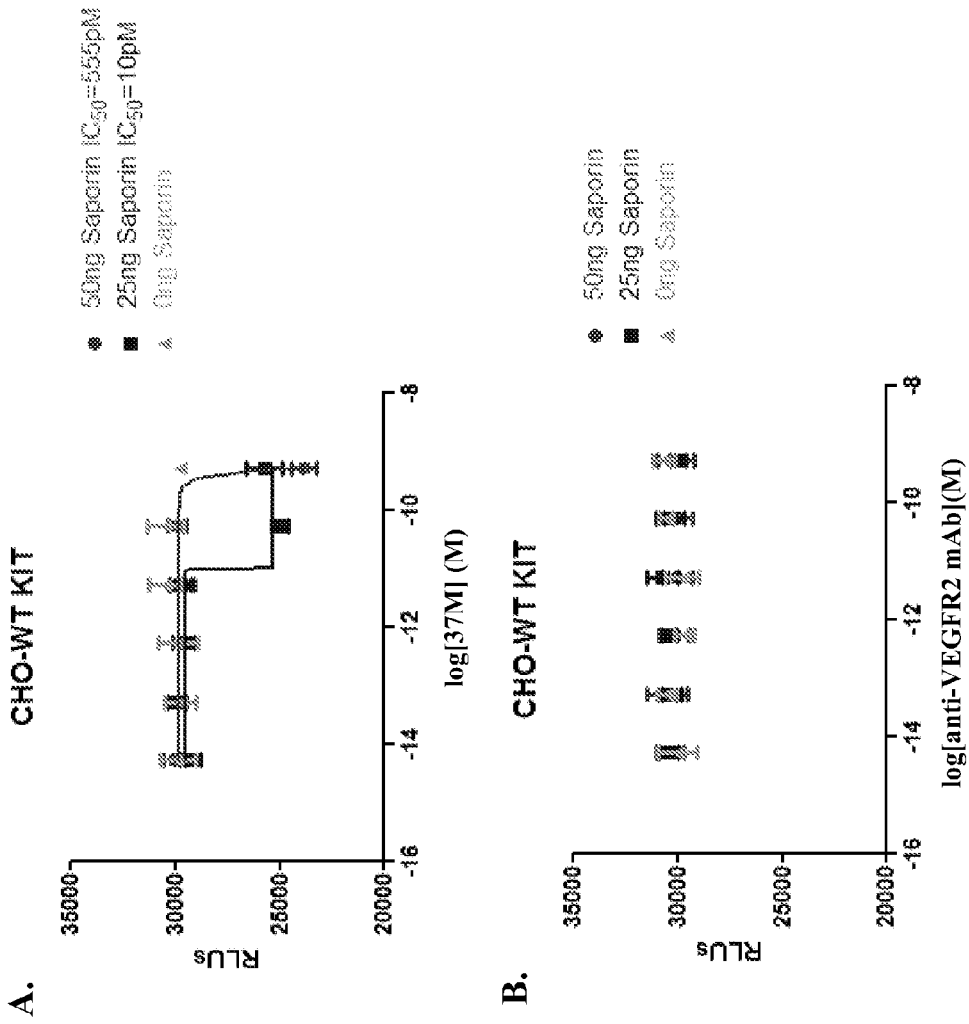 A.
CHO-WT KIT
35000
30000
25000
20000
RLUs
-16
-14
-12
-10
-8
log[37M] (M)
50ng Saporin IC50=555pM
25ng Saporin IC50=10pM
0ng Saporin
B.
CHO-WT KIT
35000
30000
25000
20000
RLUs
-16
-14
-12
-10
-8
log[anti-VEGFR2 mAb](M)
50ng Saporin
25ng Saporin
0ng Saporin